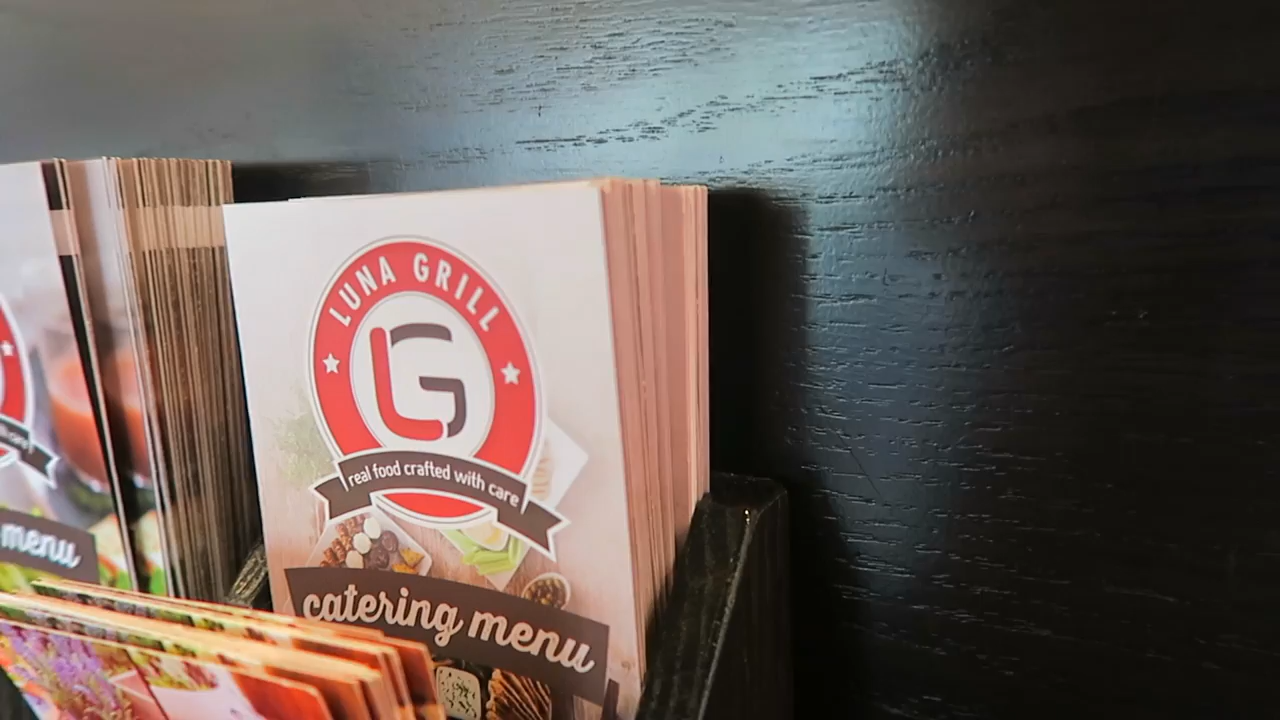 LUNA GRILL
LG
real food crafted with care
catering menu
menu